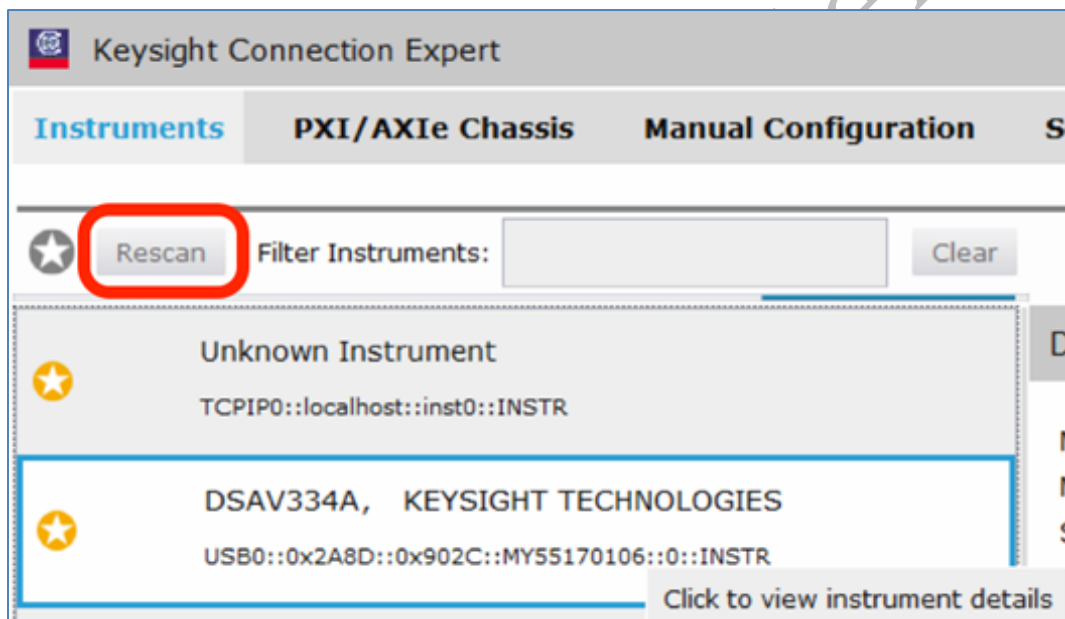 Keysight Connection Expert
Instruments PXI/AXIe Chassis Manual Configuration S
Rescan Filter Instruments: Clear
Unknown Instrument
TCPIP0::localhost::inst0::INSTR
D
DSAV334A, KEYSIGHT TECHNOLOGIES
USB0::0x2A8D::0x902C::MY55170106::0::INSTR
Click to view instrument details